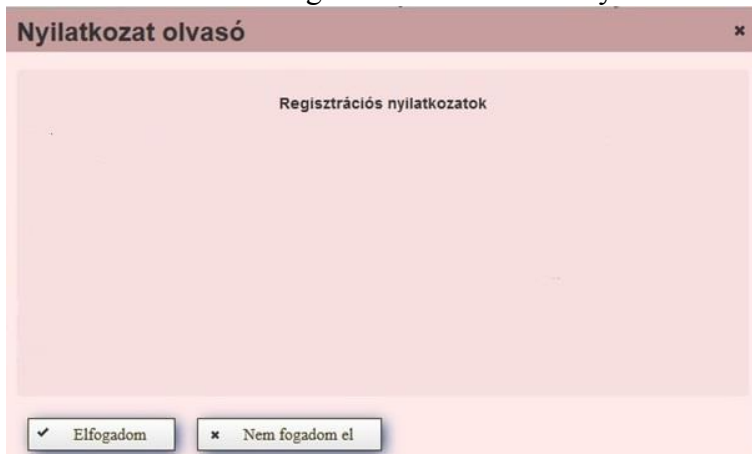 Nyilatkozat olvasó
Regisztrációs nyilatkozatok
Elfogadom
Nem fogadom el